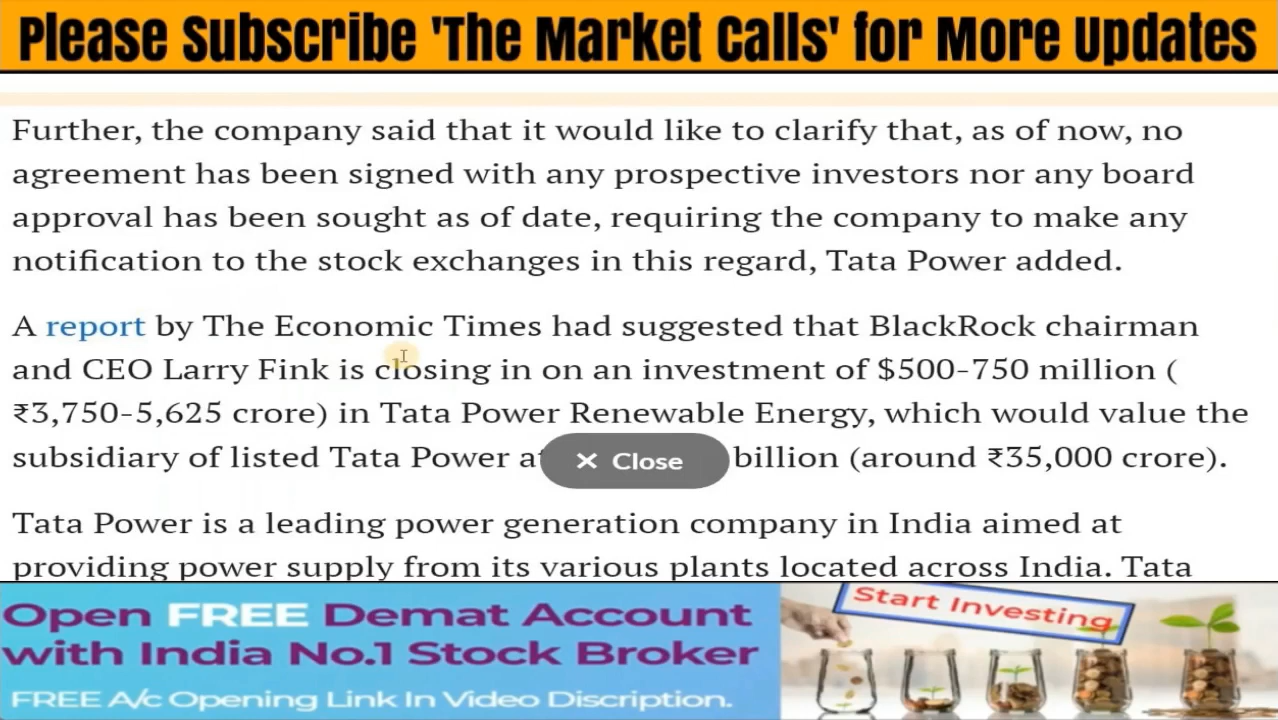 Please Subscribe 'The Market Calls' for More Updates
Further, the company said that it would like to clarify that, as of now, no
agreement has been signed with any prospective investors nor any board
approval has been sought as of date, requiring the company to make any
notification to the stock exchanges in this regard, Tata Power added.
A report by The Economic Times had suggested that BlackRock chairman
and CEO Larry Fink is closing in on an investment of $500-750 million (
₹3,750-5,625 crore) in Tata Power Renewable Energy, which would value the
subsidiary of listed Tata Power at × Close billion (around ₹35,000 crore).
Tata Power is a leading power generation company in India aimed at
providing power supply from its various plants located across India. Tata
Open FREE Demat Account
with India No.1 Stock Broker
FREE A/c Opening Link In Video Discription.
Start Investing